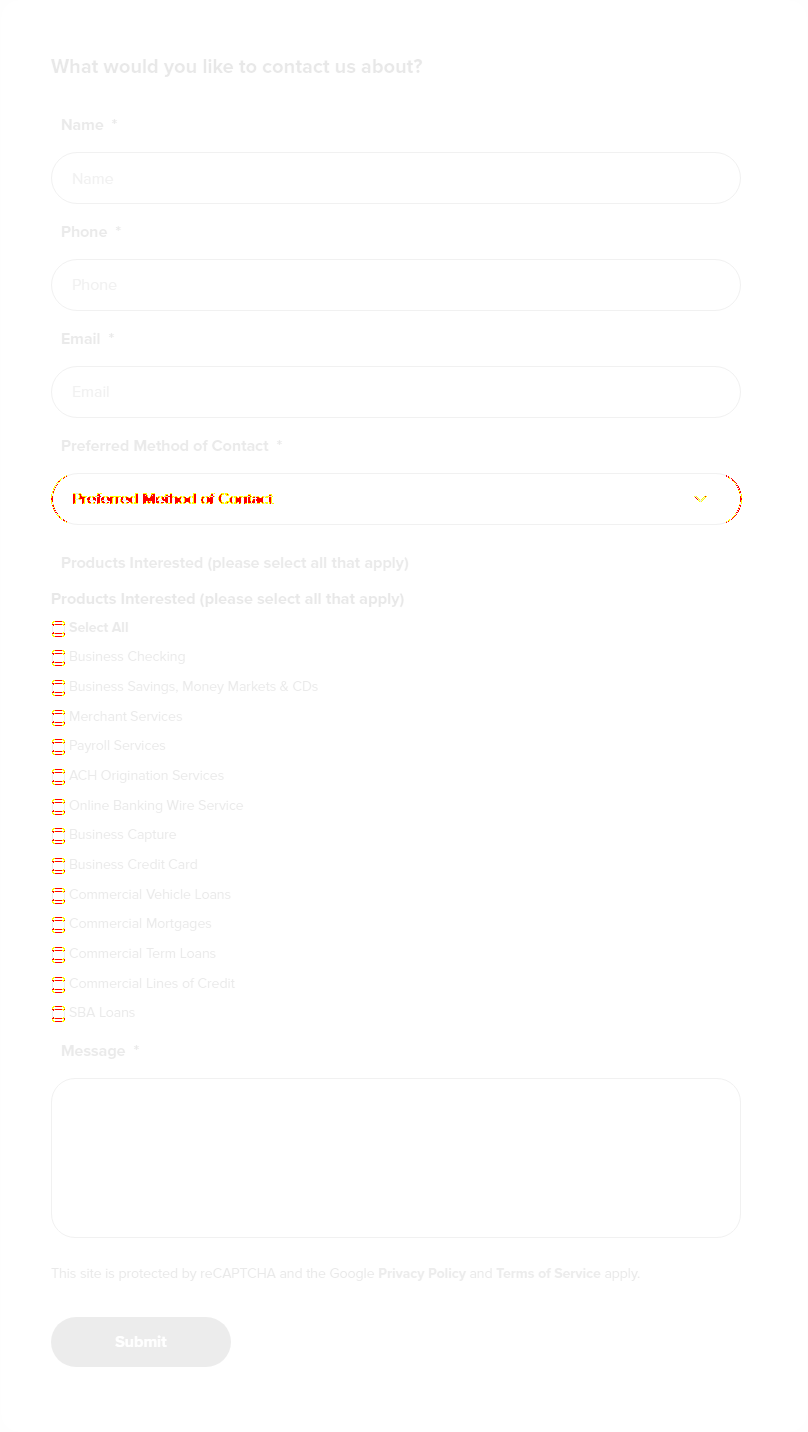 What would you like to contact us about?
Name *
Name
Phone *
Phone
Email *
Email
Preferred Method of Contact *
Preferred Method of Contact
Products Interested (please select all that apply)
Products Interested (please select all that apply)
Select All
Business Checking
Business Savings, Money Markets & CDs
Merchant Services
Payroll Services
ACH Origination Services
Online Banking Wire Service
Business Capture
Business Credit Card
Commercial Vehicle Loans
Commercial Mortgages
Commercial Term Loans
Commercial Lines of Credit
SBA Loans
Message *
This site is protected by reCAPTCHA and the Google Privacy Policy and Terms of Service apply.
Submit